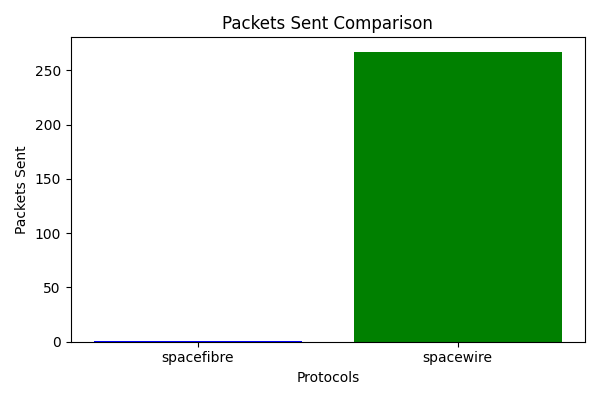 Packets Sent Comparison
250
200
150
100
50
0
Packets Sent
spacefibre
spacewire
Protocols